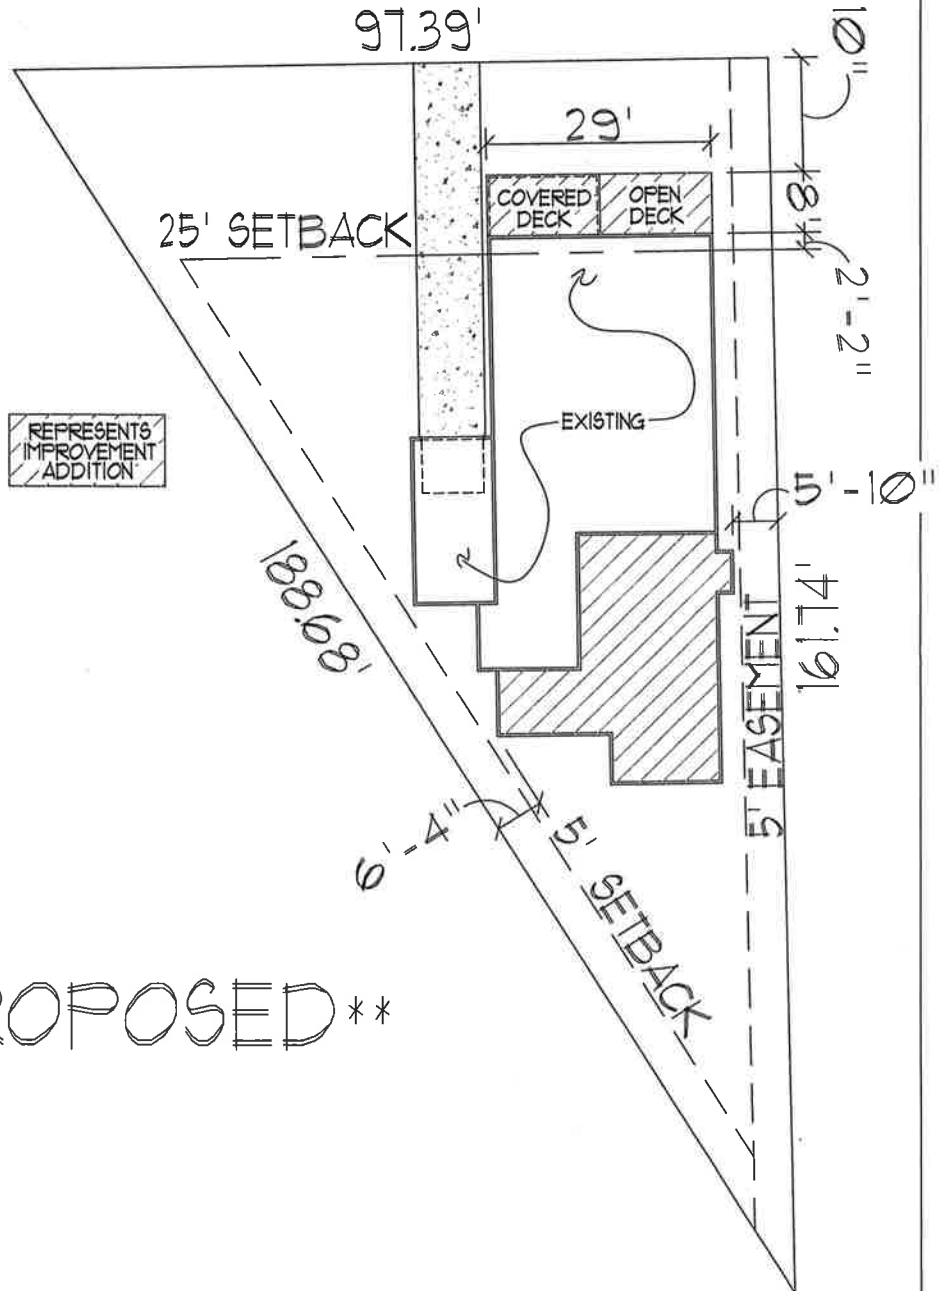 97.39'
10"
29'
COVERED
DECK
OPEN
DECK
8'
25' SETBACK
2'-2"
EXISTING
REPRESENTS
IMPROVEMENT
ADDITION
5'-10"
188.68'
161.74'
5' EASEMENT
6'-4"
5' SETBACK
ROPOSED**